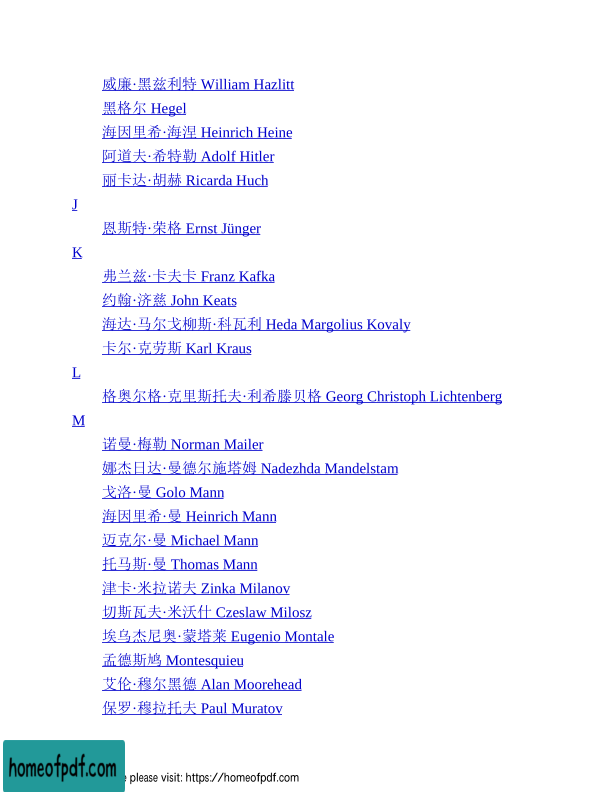 威廉·黑兹利特 William Hazlitt
黑格尔 Hegel
海因里希·海涅 Heinrich Heine
阿道夫·希特勒 Adolf Hitler
丽卡达·胡赫 Ricarda Huch
J
恩斯特·荣格 Ernst Jünger
K
弗兰兹·卡夫卡 Franz Kafka
约翰·济慈 John Keats
海达·马尔戈柳斯·科瓦利 Heda Margolius Kovaly
卡尔·克劳斯 Karl Kraus
L
格奥尔格·克里斯托夫·利希滕贝格 Georg Christoph Lichtenberg
M
诺曼·梅勒 Norman Mailer
娜杰日达·曼德尔施塔姆 Nadezhda Mandelstam
戈洛·曼 Golo Mann
海因里希·曼 Heinrich Mann
迈克尔·曼 Michael Mann
托马斯·曼 Thomas Mann
津卡·米拉诺夫 Zinka Milanov
切斯瓦夫·米沃什 Czeslaw Milosz
埃乌杰尼奥·蒙塔莱 Eugenio Montale
孟德斯鸠 Montesquieu
艾伦·穆尔黑德 Alan Moorehead
保罗·穆拉托夫 Paul Muratov
homeofpdf.com
please visit: https://homeofpdf.com